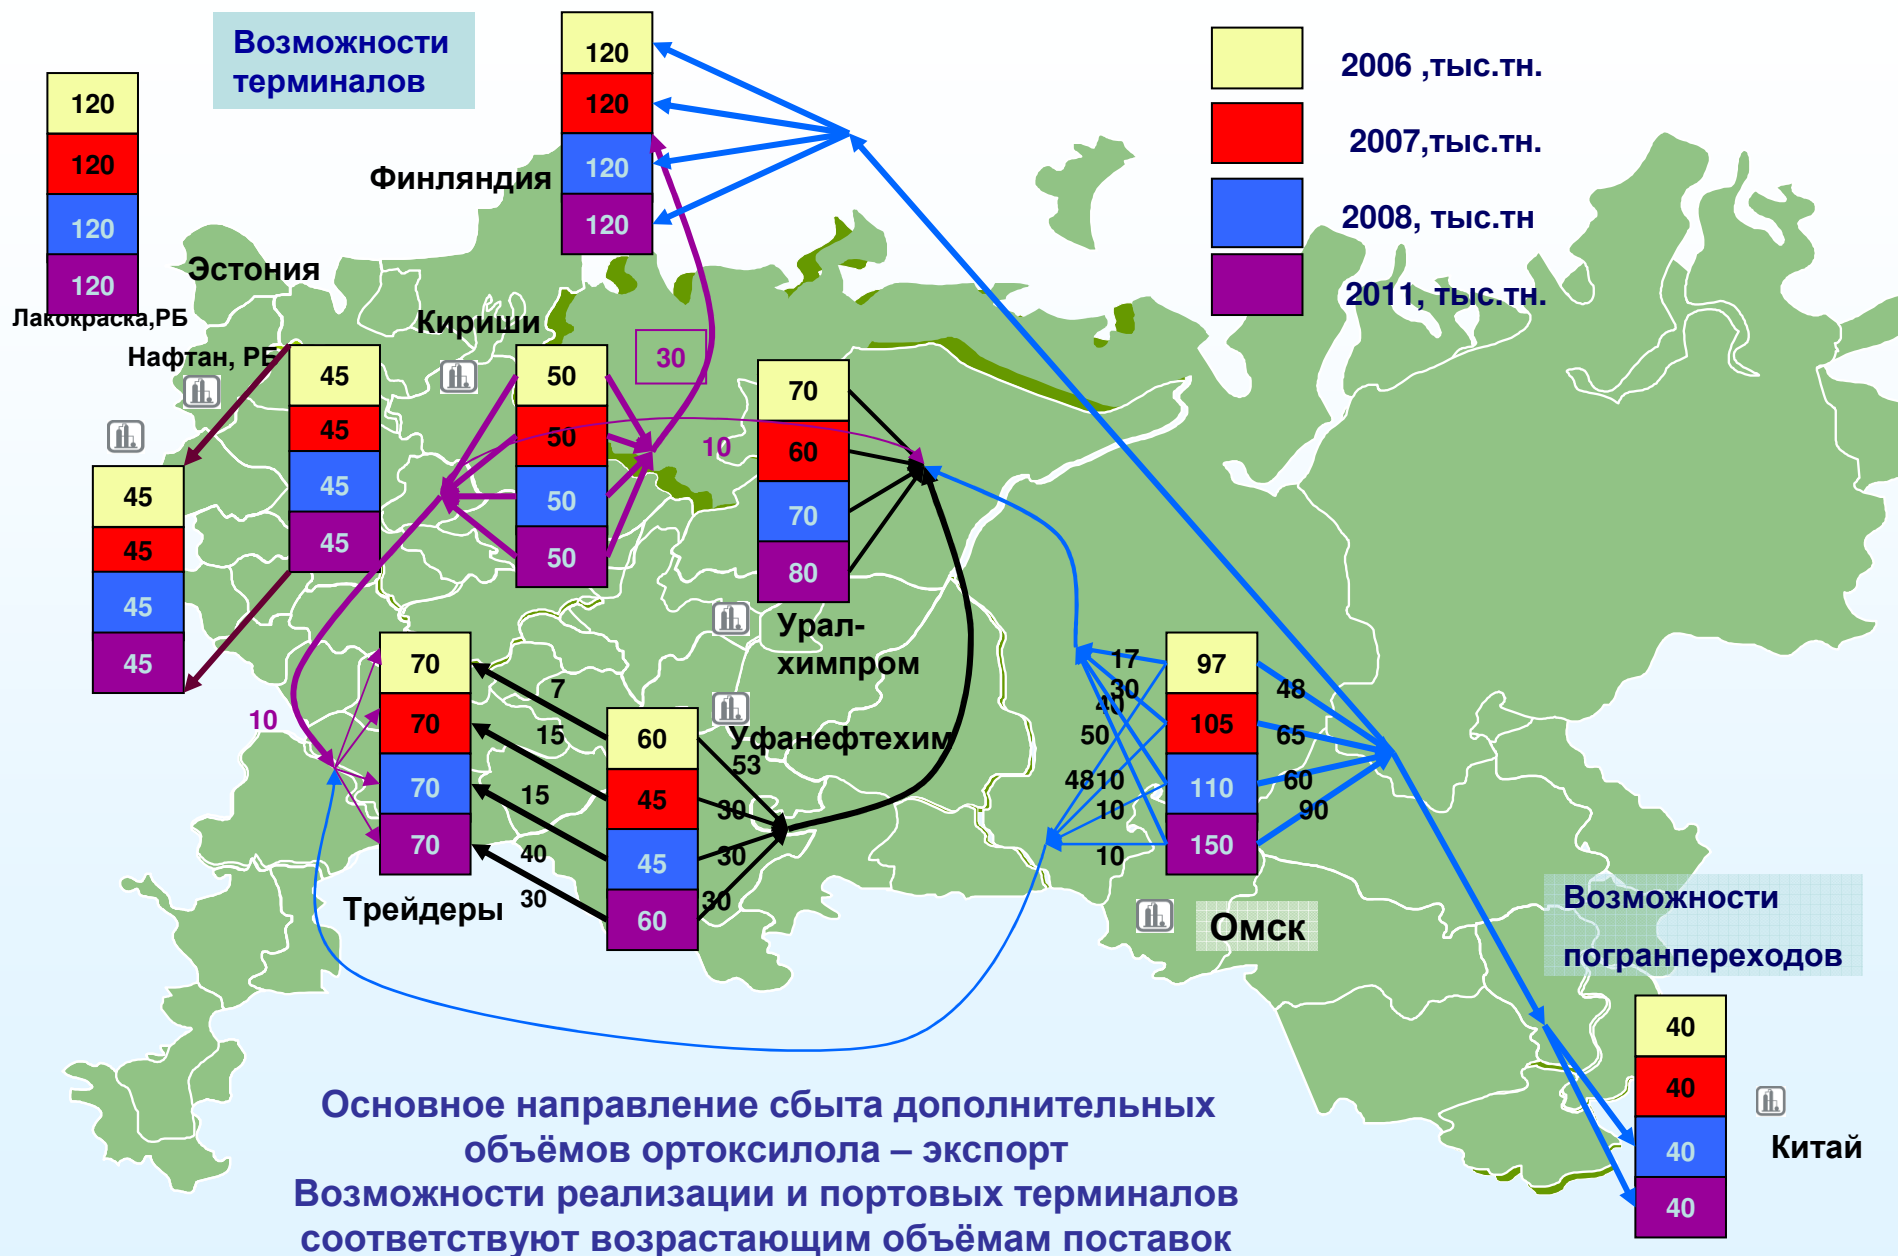 Возможности
терминалов
120
120
120
120
120
120
120
120
2006 ,тыс.тн.
2007,тыс.тн.
2008, тыс.тн
2011, тыс.тн.
Финляндия
Эстония
Лакокраска,РБ
Нафтан, РБ
Кириши
45
45
45
45
50
50
50
50
30
10
70
60
70
80
45
45
45
45
Урал-
химпром
Уфанефтехим
70
70
70
70
10
7
15
15
40
30
60
45
45
60
53
30
30
30
17
30
40
50
48
10
10
10
97
105
110
150
48
65
60
90
Трейдеры
Омск
Возможности
погранпереходов
40
40
40
40
Китай
Основное направление сбыта дополнительных
объёмов ортоксилола – экспорт
Возможности реализации и портовых терминалов
соответствуют возрастающим объёмам поставок